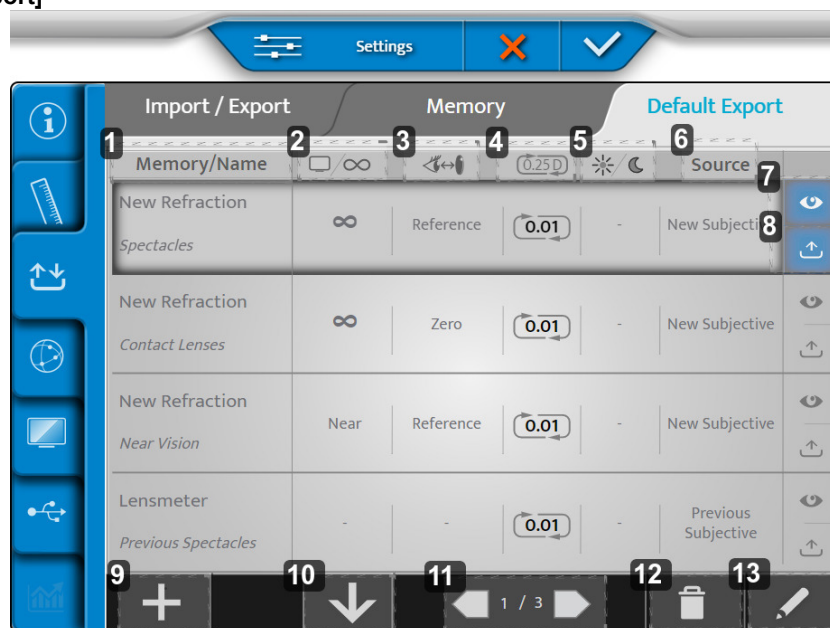 ort]
Settings
Import / Export
Memory
Default Export
1
2
3
4
5
6
Memory/Name
/∞
0.25 D
/
Source
7
New Refraction
Spectacles
∞
Reference
0.01
-
New Subjecti
8
New Refraction
Contact Lenses
∞
Zero
0.01
-
New Subjective
New Refraction
Near Vision
Near
Reference
0.01
-
New Subjective
Lensmeter
Previous Spectacles
-
-
0.01
-
Previous
Subjective
9
10
11
12
13
1 / 3